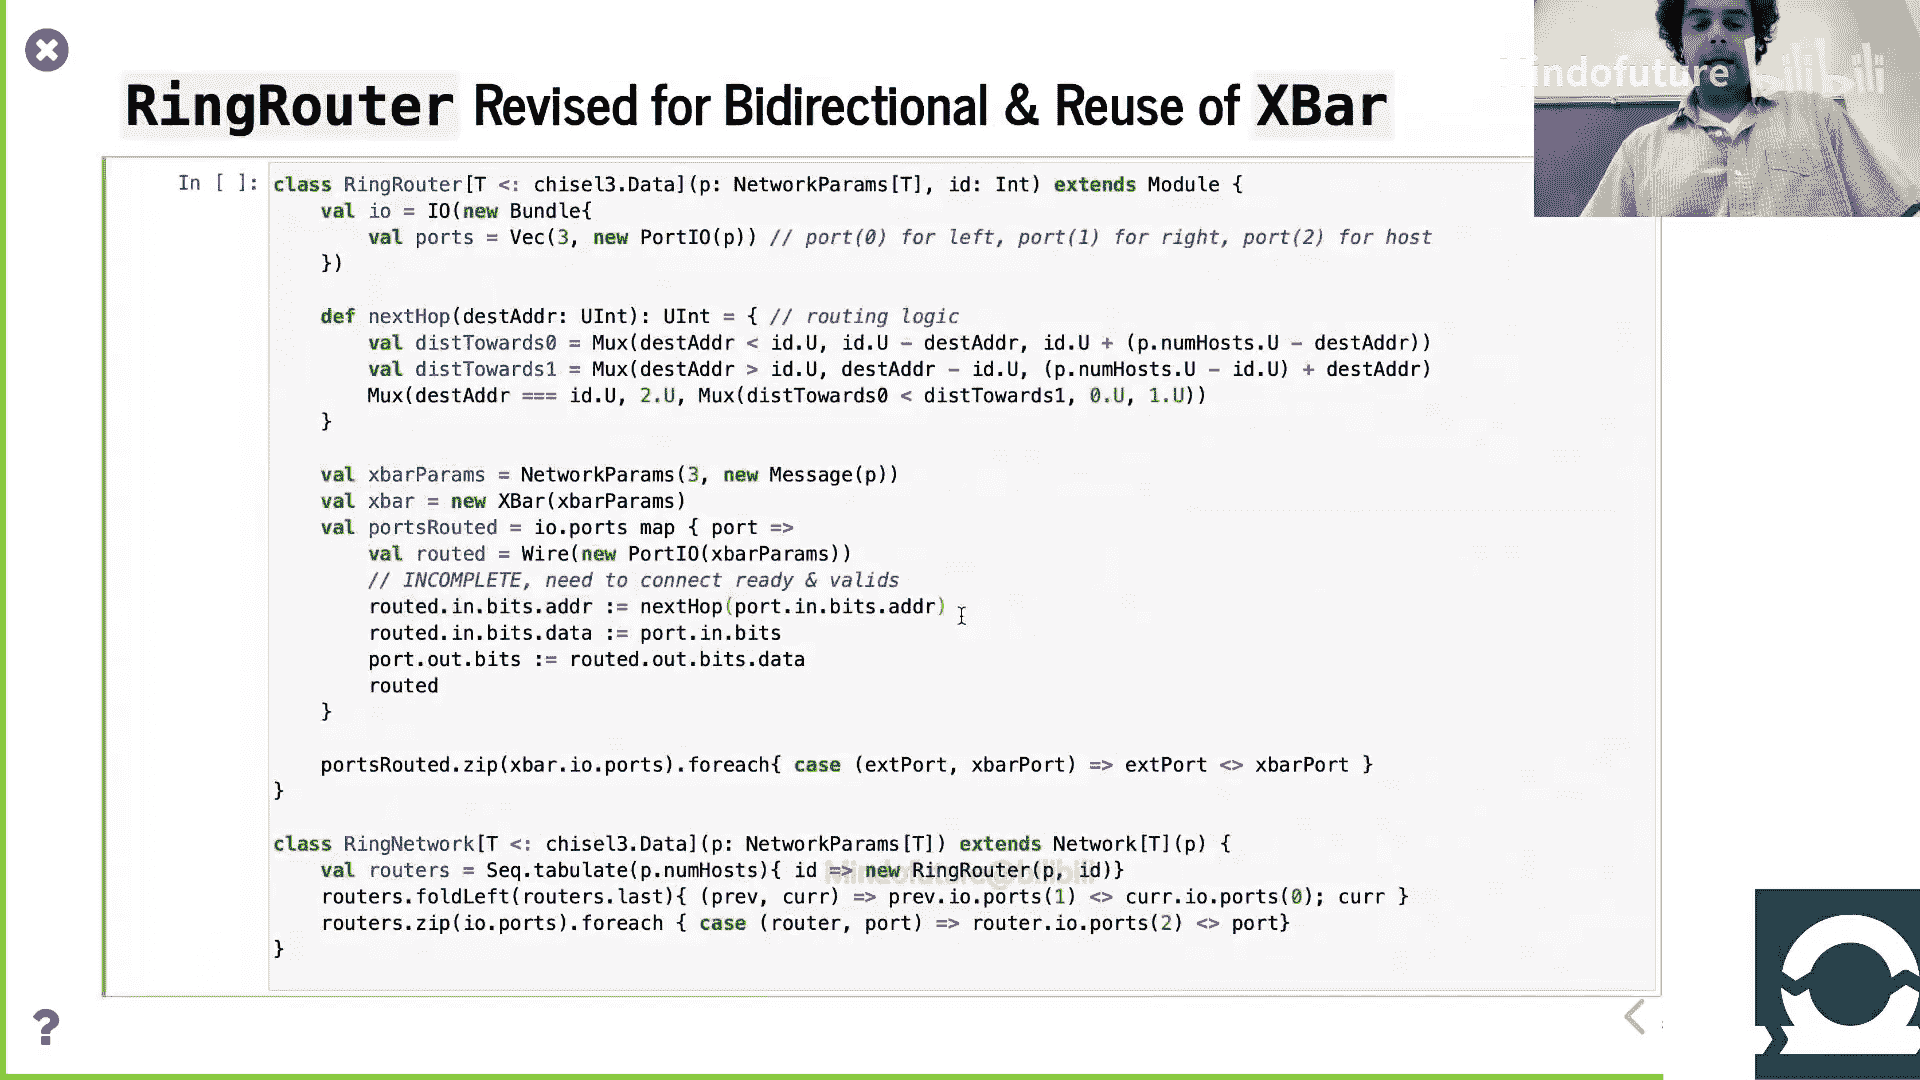 RingRouter Revised for Bidirectional & Reuse of XBar
In [ ]:
class RingRouter[T <: chisel3.Data](p: NetworkParams[T], id: Int) extends Module {
    val io = IO(new Bundle{
        val ports = Vec(3, new PortIO(p)) // port(0) for left, port(1) for right, port(2) for host
    })
    def nextHop(destAddr: UInt): UInt = { // routing logic
        val distTowards0 = Mux(destAddr < id.U, id.U - destAddr, id.U + (p.numHosts.U - destAddr))
        val distTowards1 = Mux(destAddr > id.U, destAddr - id.U, (p.numHosts.U - id.U) + destAddr)
        Mux(destAddr === id.U, 2.U, Mux(distTowards0 < distTowards1, 0.U, 1.U))
    }
    val xbarParams = NetworkParams(3, new Message(p))
    val xbar = new XBar(xbarParams)
    val portsRouted = io.ports map { port =>
        val routed = Wire(new PortIO(xbarParams))
        // INCOMPLETE, need to connect ready & valids
        routed.in.bits.addr := nextHop(port.in.bits.addr)
        routed.in.bits.data := port.in.bits
        port.out.bits := routed.out.bits.data
        routed
    }
    portsRouted.zip(xbar.io.ports).foreach{ case (extPort, xbarPort) => extPort <> xbarPort }
}
class RingNetwork[T <: chisel3.Data](p: NetworkParams[T]) extends Network[T](p) {
    val routers = Seq.tabulate(p.numHosts){ id => new RingRouter(p, id)}
    routers.foldLeft(routers.last){ (prev, curr) => prev.io.ports(1) <> curr.io.ports(0); curr }
    routers.zip(io.ports).foreach { case (router, port) => router.io.ports(2) <> port}
}
Mindofuture@bilibili
indofuture bilibili
?